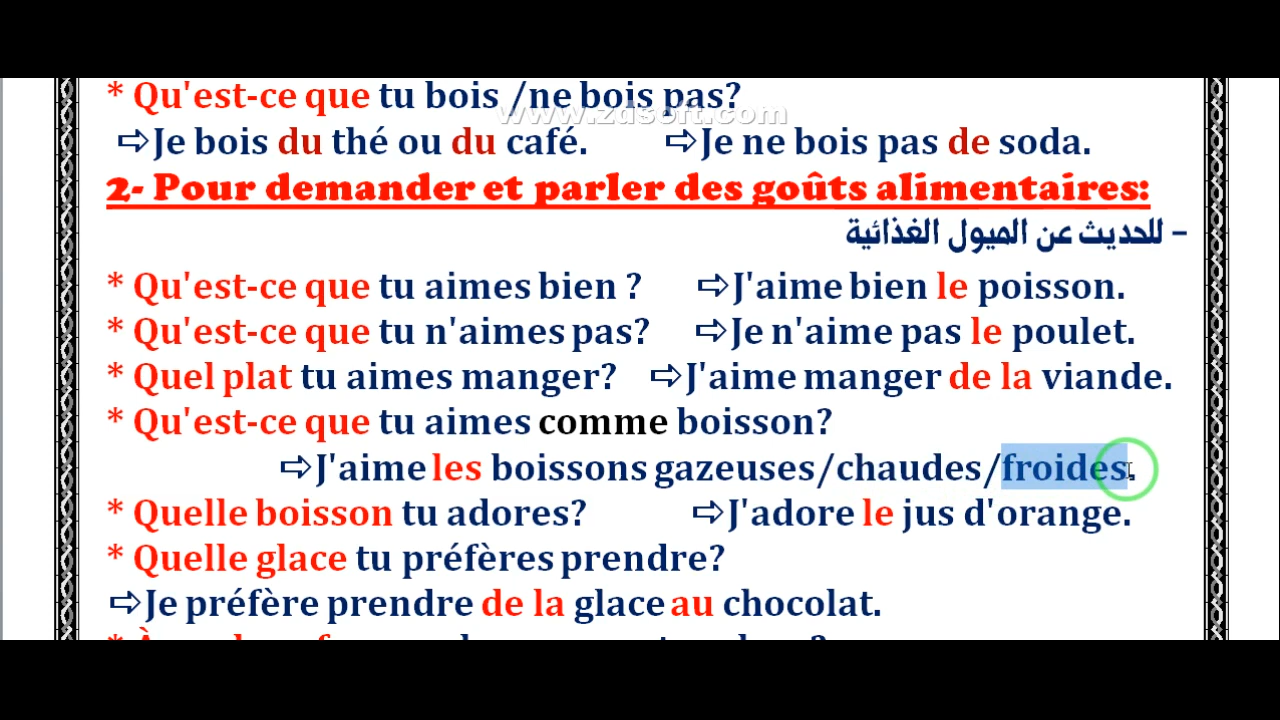 * Qu'est-ce que tu bois /ne bois pas?
www.zdsoft.com
⇨Je bois du thé ou du café. ⇨Je ne bois pas de soda.
2- Pour demander et parler des goûts alimentaires:
- للحديث عن الميول الغذائية
* Qu'est-ce que tu aimes bien ? ⇨J'aime bien le poisson.
* Qu'est-ce que tu n'aimes pas? ⇨Je n'aime pas le poulet.
* Quel plat tu aimes manger? ⇨J'aime manger de la viande.
* Qu'est-ce que tu aimes comme boisson?
⇨J'aime les boissons gazeuses/chaudes/froides.
* Quelle boisson tu adores? ⇨J'adore le jus d'orange.
* Quelle glace tu préfères prendre?
⇨Je préfère prendre de la glace au chocolat.